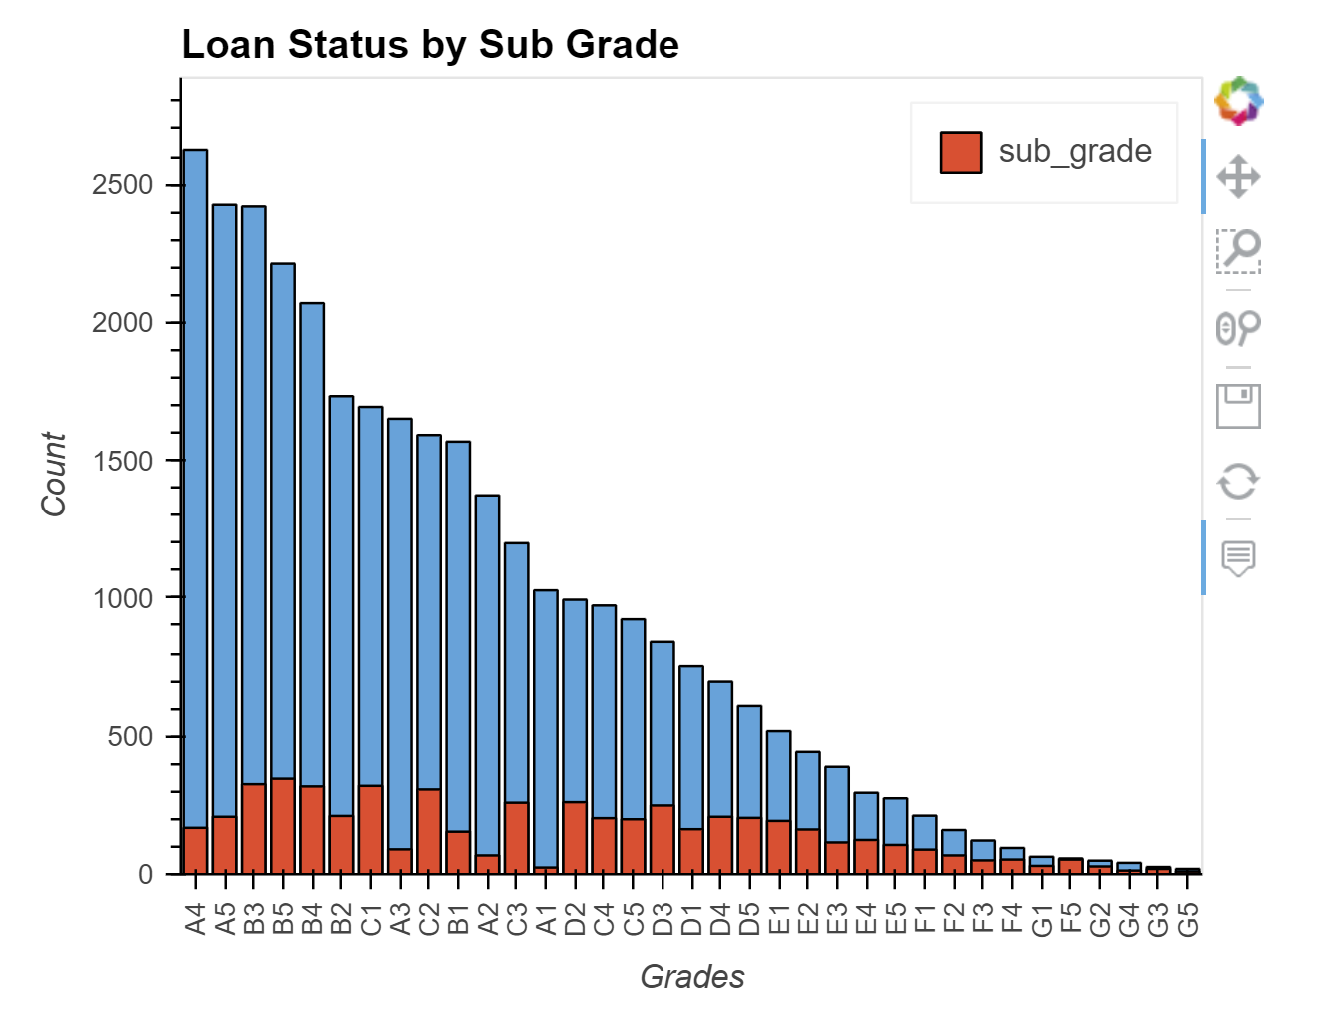 Loan Status by Sub Grade
sub_grade
2500
2000
1500
1000
500
0
Count
A4 A5 B3 B5 B4 B2 C1 A3 C2 B1 A2 C3 A1 D2 C4 C5 D3 D1 D4 D5 E1 E2 E3 E4 E5 F1 F2 F3 F4 G1 F5 G2 G4 G3 G5
Grades